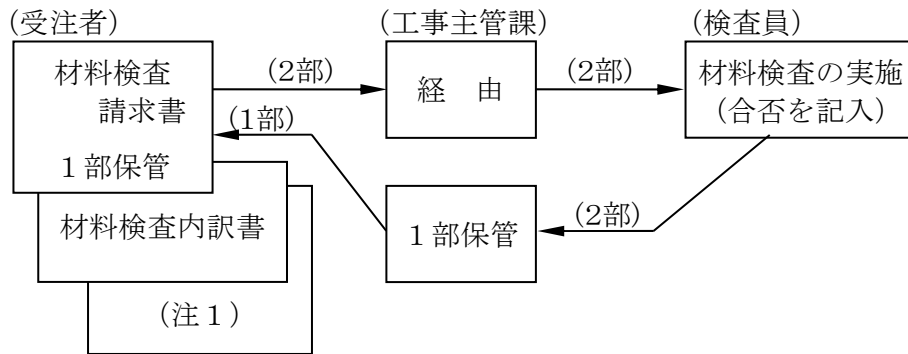 (受注者)
(工事主管課)
(検査員)
材料検査
請求書
1部保管
(2部)
経　由
(2部)
材料検査の実施
(合否を記入)
(1部)
材料検査内訳書
1部保管
(2部)
(注1)